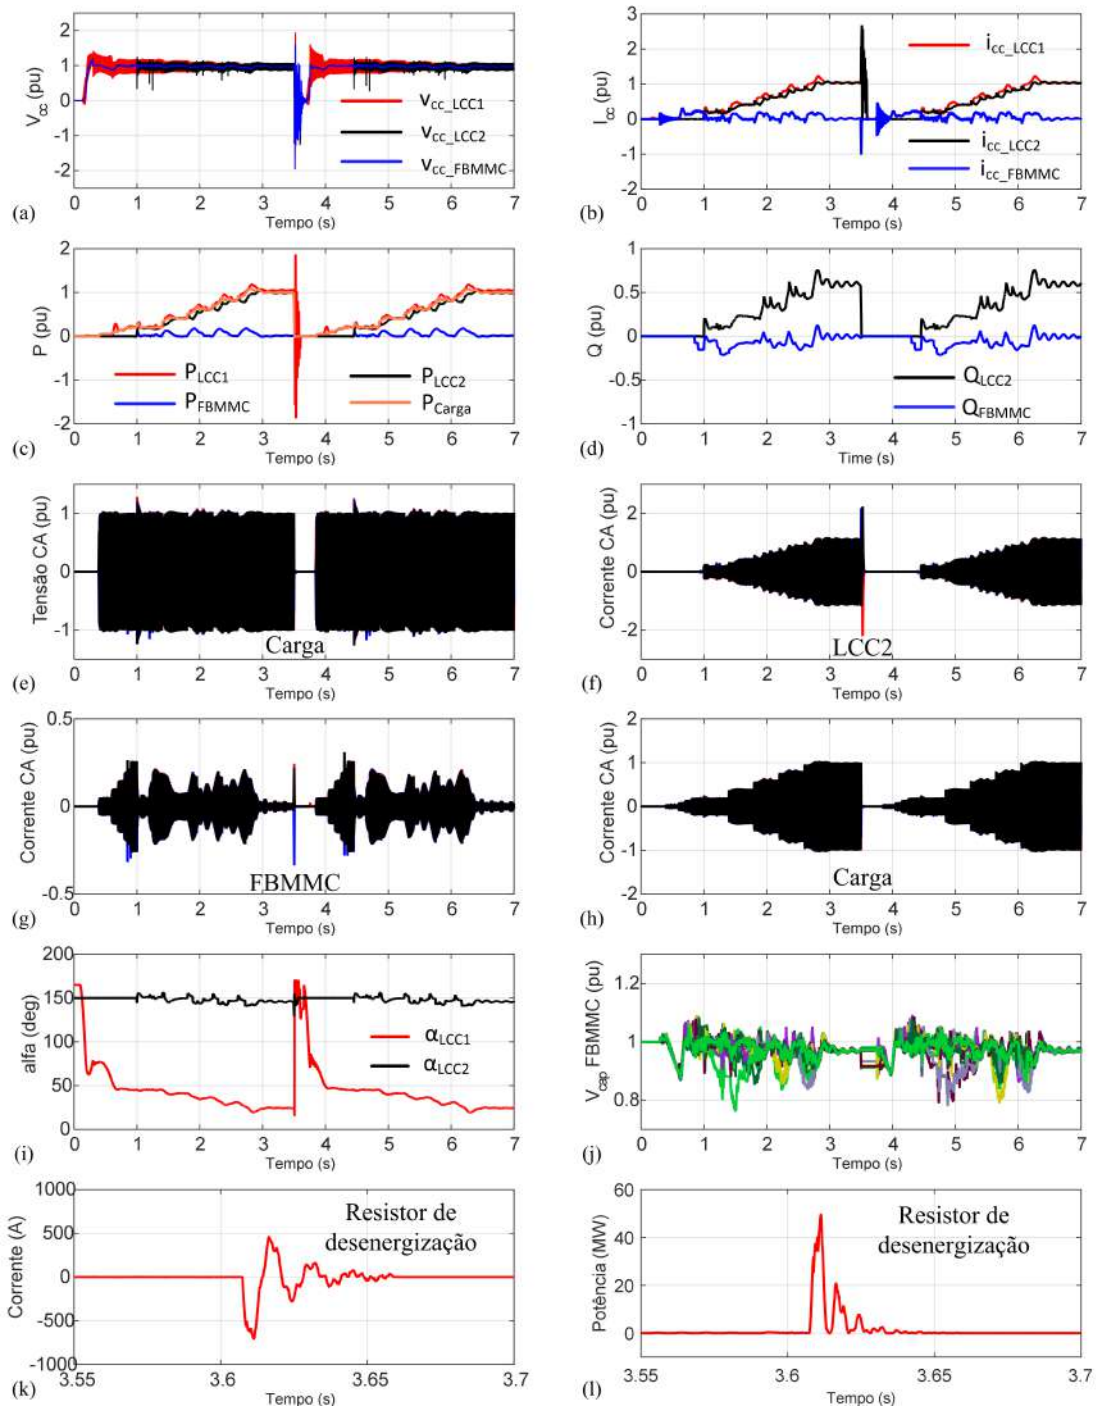 V_cc (pu)
2
1
0
-1
-2
v_cc_LCC1
v_cc_LCC2
v_cc_FBMMC
0 1 2 3 4 5 6 7
(a)
Tempo (s)
I_cc (pu)
3
2
1
0
-1
-2
i_cc_LCC1
i_cc_LCC2
i_cc_FBMMC
0 1 2 3 4 5 6 7
(b)
Tempo (s)
P (pu)
2
1
0
-1
-2
P_LCC1
P_LCC2
P_FBMMC
P_Carga
0 1 2 3 4 5 6 7
(c)
Tempo (s)
Q (pu)
1
0.5
0
-0.5
-1
Q_LCC2
Q_FBMMC
0 1 2 3 4 5 6 7
(d)
Time (s)
Tensão CA (pu)
1
0
-1
Carga
0 1 2 3 4 5 6 7
(e)
Tempo (s)
Corrente CA (pu)
2
0
-2
LCC2
0 1 2 3 4 5 6 7
(f)
Tempo (s)
Corrente CA (pu)
0.5
0
-0.5
FBMMC
0 1 2 3 4 5 6 7
(g)
Tempo (s)
Corrente CA (pu)
2
1
0
-1
-2
Carga
0 1 2 3 4 5 6 7
(h)
Tempo (s)
alfa (deg)
200
150
100
50
0
α_LCC1
α_LCC2
0 1 2 3 4 5 6 7
(i)
Tempo (s)
V_cap FBMMC (pu)
1.2
1
0.8
0 1 2 3 4 5 6 7
(j)
Tempo (s)
Corrente (A)
1000
500
0
-500
-1000
Resistor de
desenergização
3.55 3.6 3.65 3.7
(k)
Tempo (s)
Potência (MW)
60
40
20
0
Resistor de
desenergização
3.55 3.6 3.65 3.7
(l)
Tempo (s)